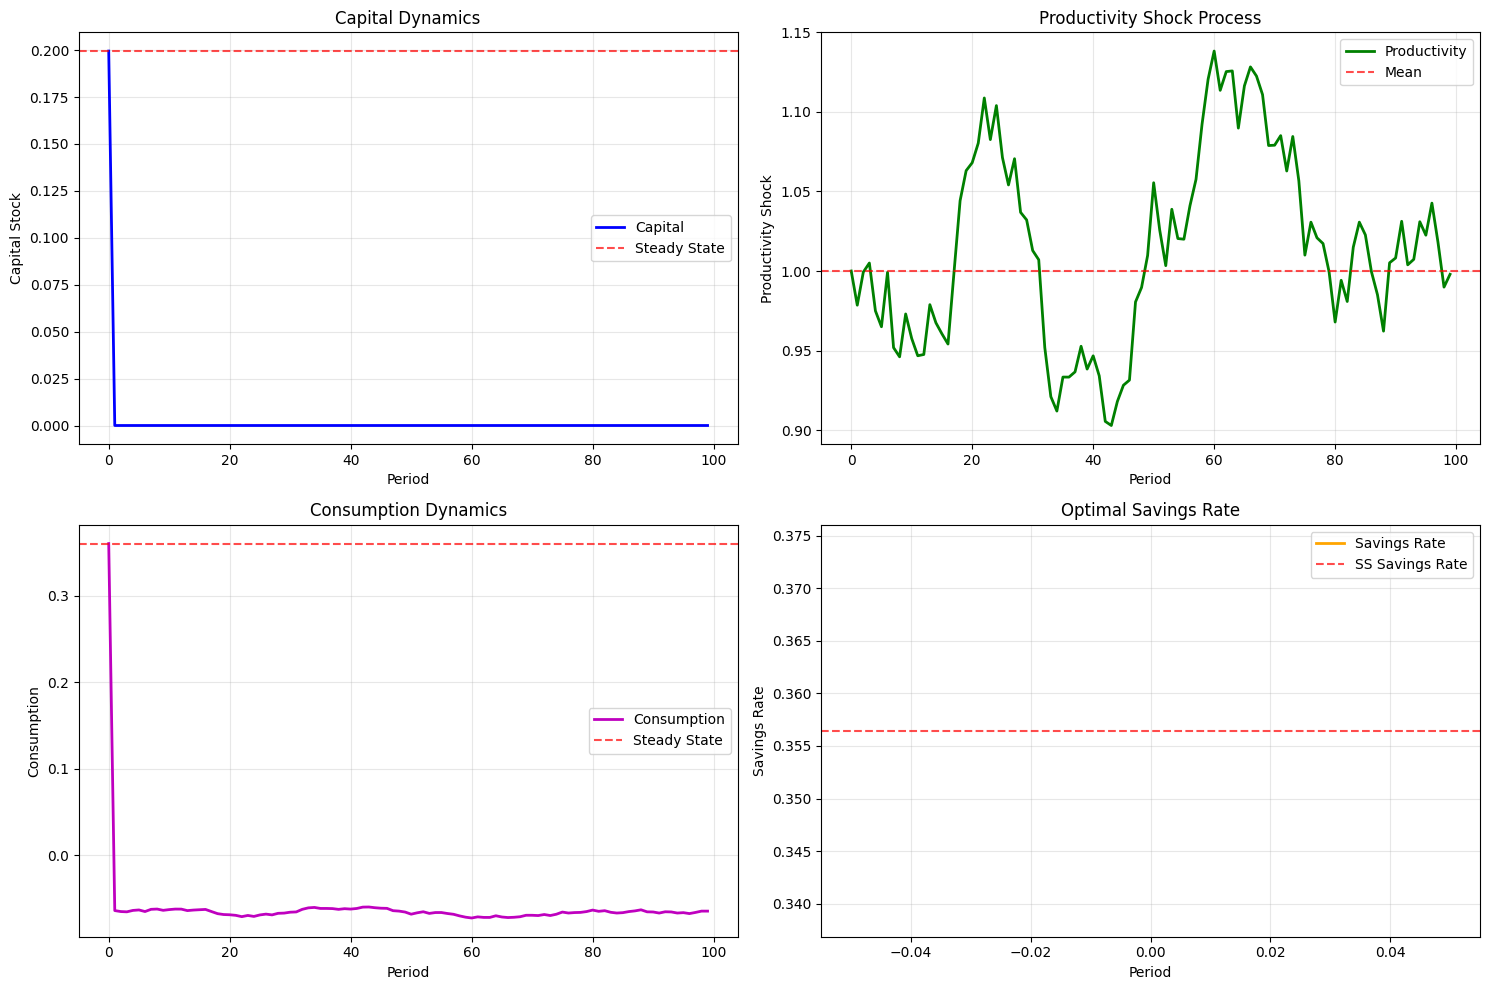 Capital Dynamics
Capital Stock
0.200
0.175
0.150
0.125
0.100
0.075
0.050
0.025
0.000
Capital
Steady State
0
20
40
60
80
100
Period
Productivity Shock Process
Productivity Shock
1.15
1.10
1.05
1.00
0.95
0.90
Productivity
Mean
0
20
40
60
80
100
Period
Consumption Dynamics
Consumption
0.3
0.2
0.1
0.0
Consumption
Steady State
0
20
40
60
80
100
Period
Optimal Savings Rate
Savings Rate
0.375
0.370
0.365
0.360
0.355
0.350
0.345
0.340
Savings Rate
SS Savings Rate
−0.04
−0.02
0.00
0.02
0.04
Period